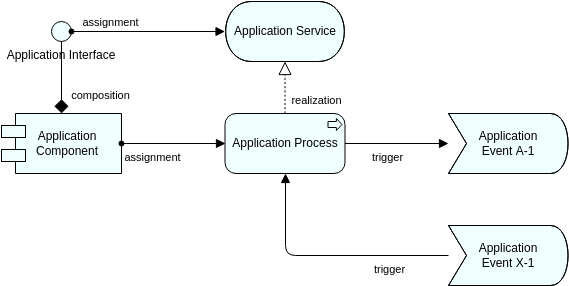 assignment
Application Service
Application Interface
composition
realization
Application
Component
assignment
Application Process
trigger
Application
Event A-1
Application
Event X-1
trigger